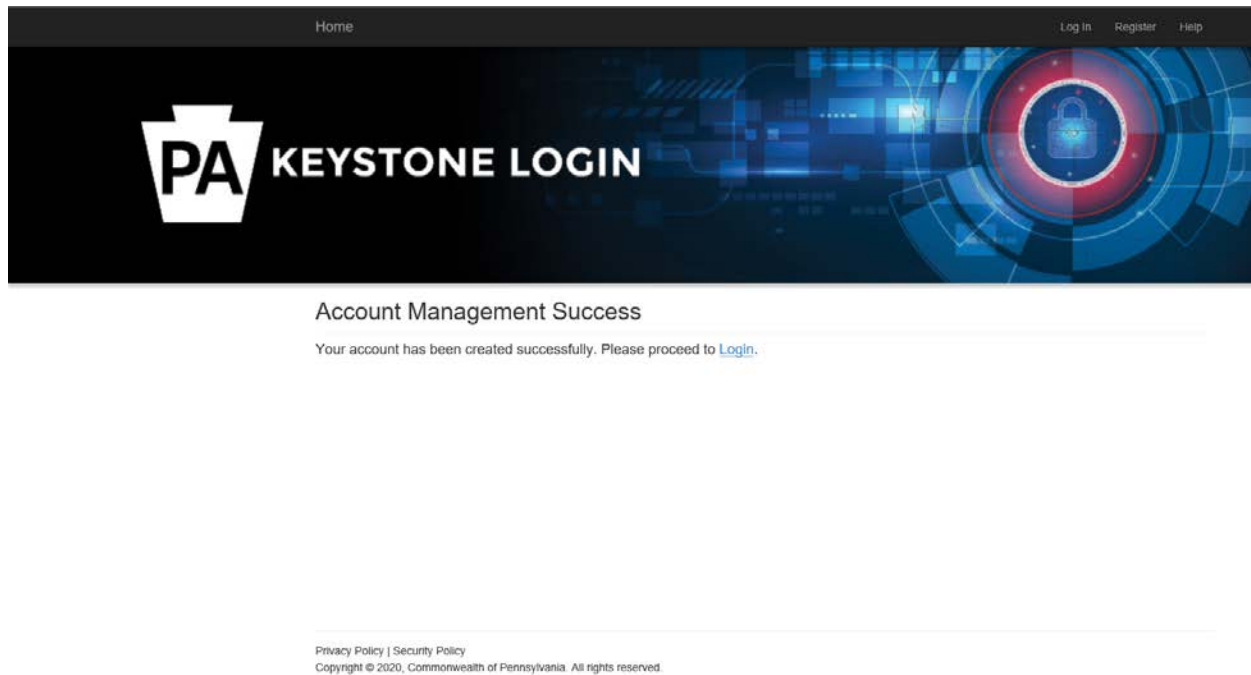 Home Log In Register Help
PA KEYSTONE LOGIN
Account Management Success
Your account has been created successfully. Please proceed to Login.
Privacy Policy | Security Policy
Copyright © 2020, Commonwealth of Pennsylvania. All rights reserved.